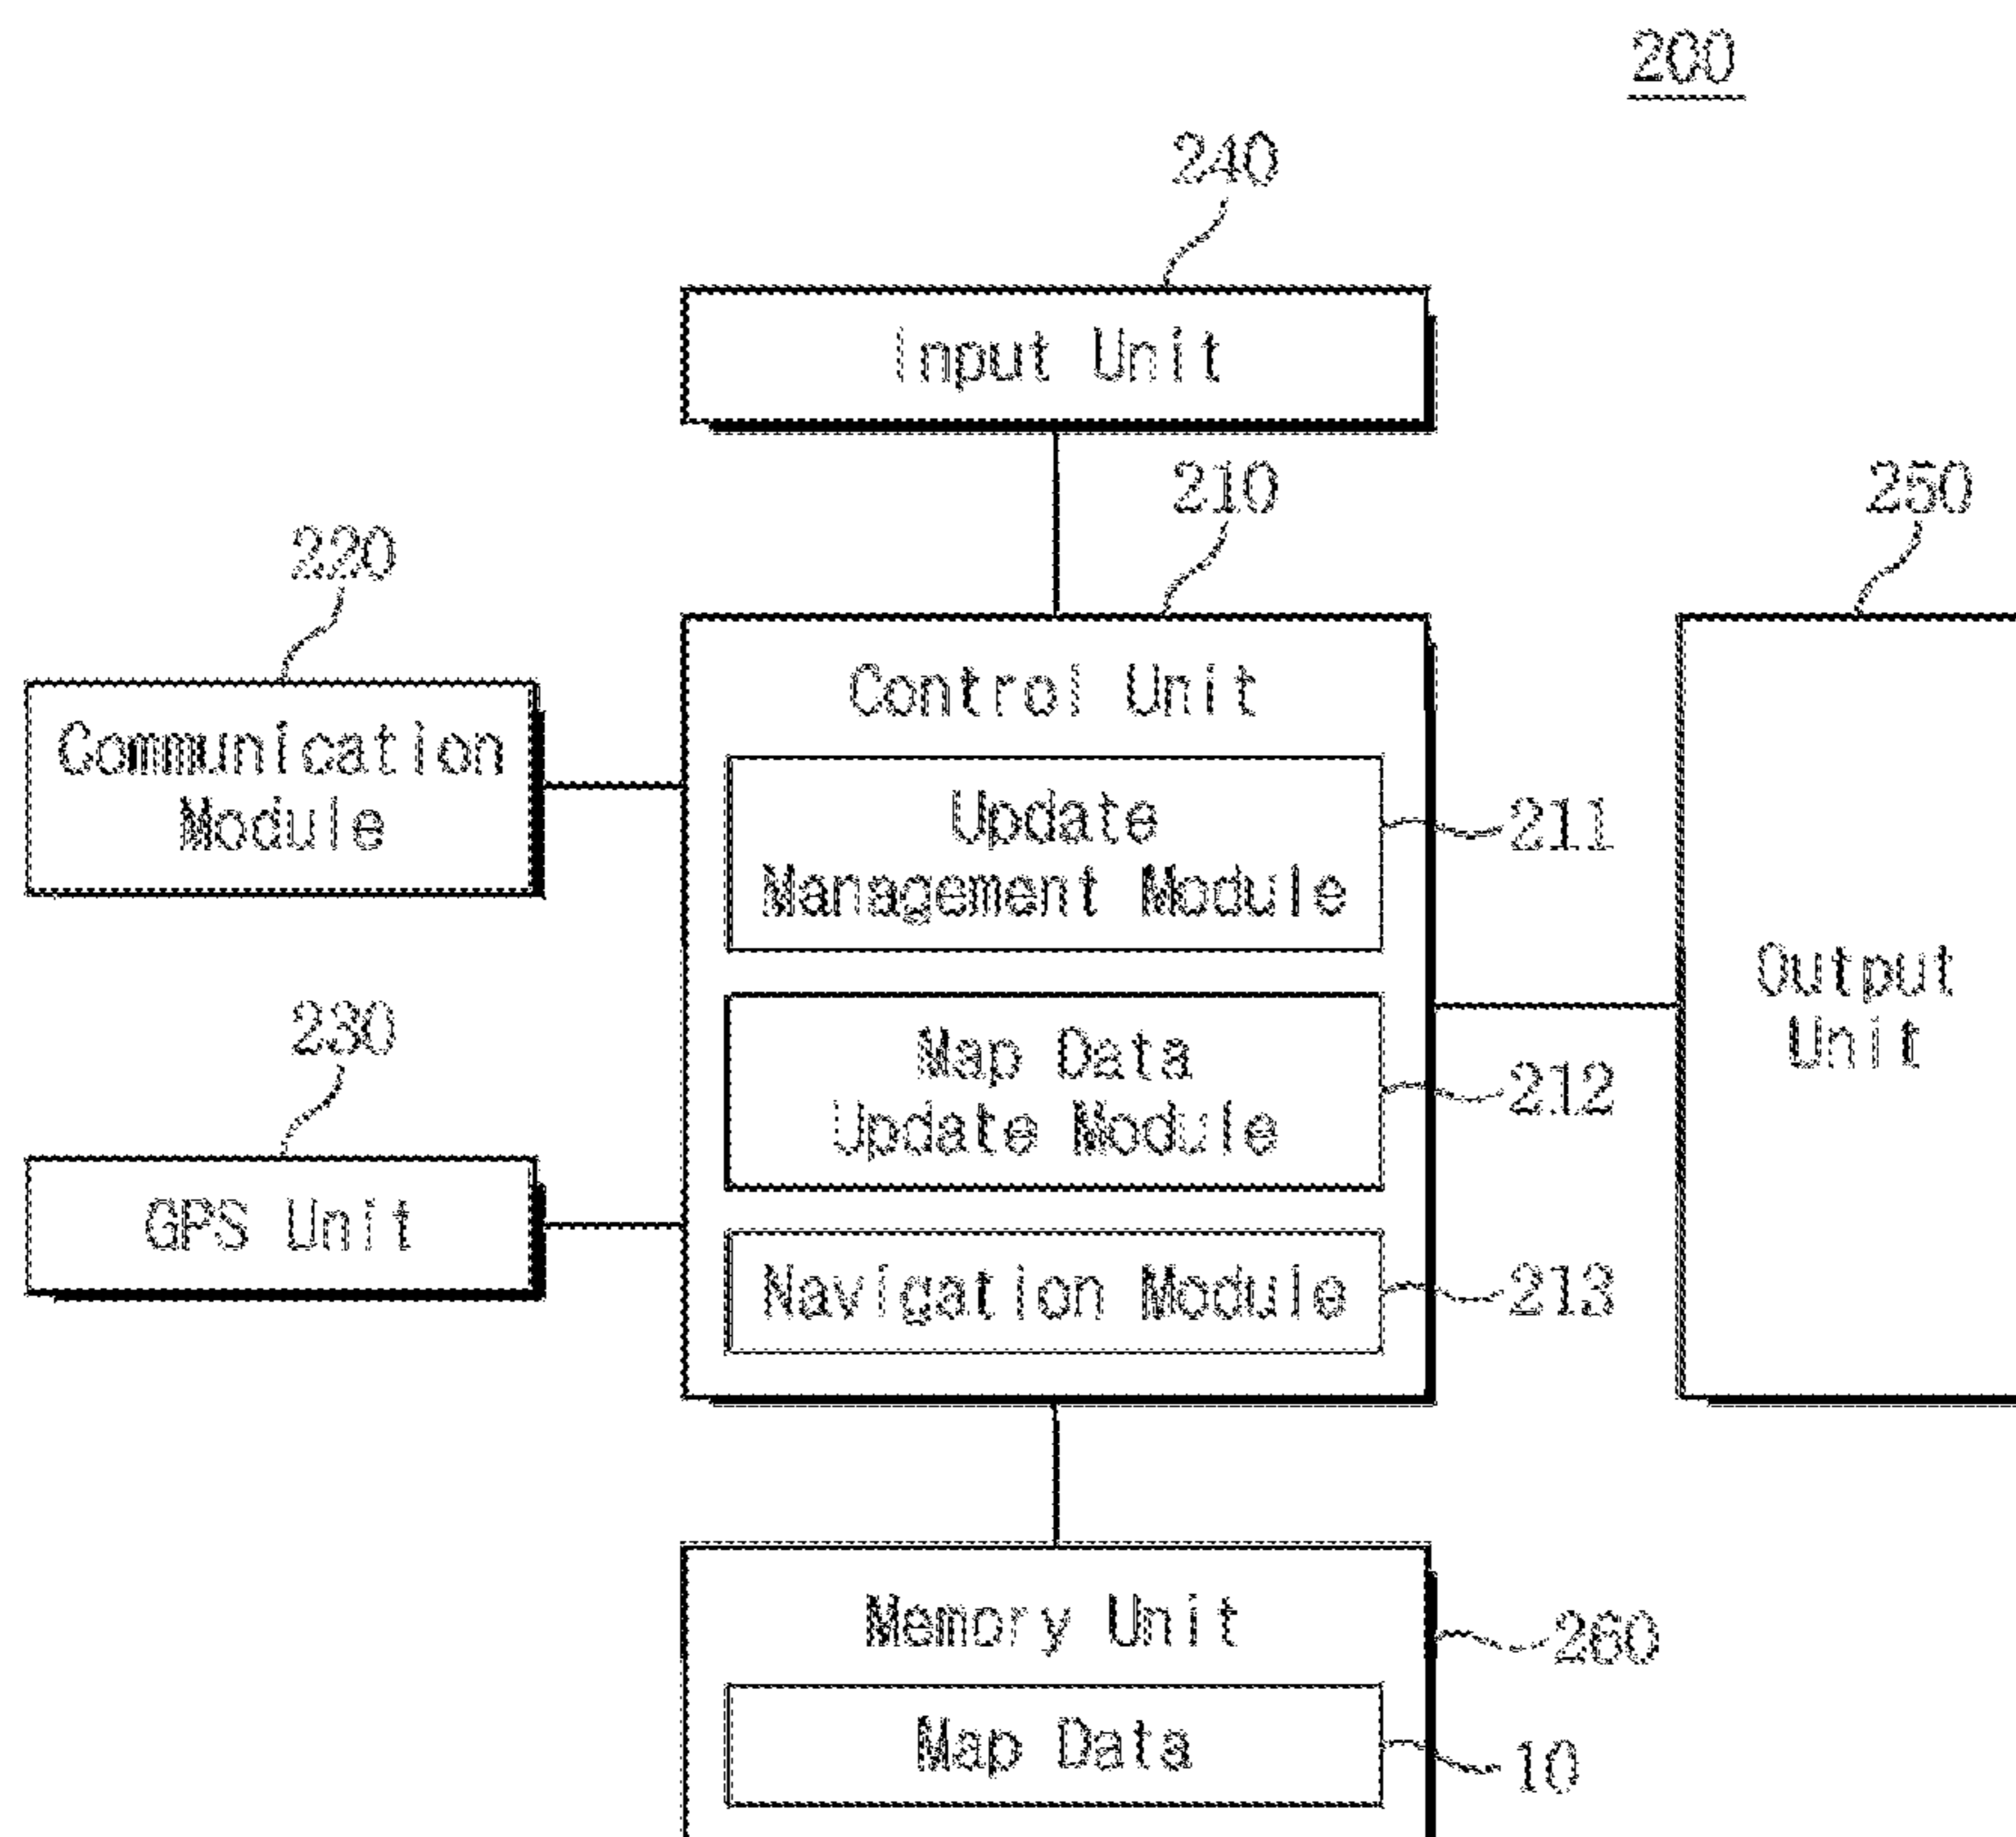 200
240
Input Unit
210
250
220
Control Unit
Communication
Module
Update
Management Module
211
Output
Unit
230
Map Data
Update Module
212
GPS Unit
Navigation Module
213
Memory Unit
260
Map Data
10